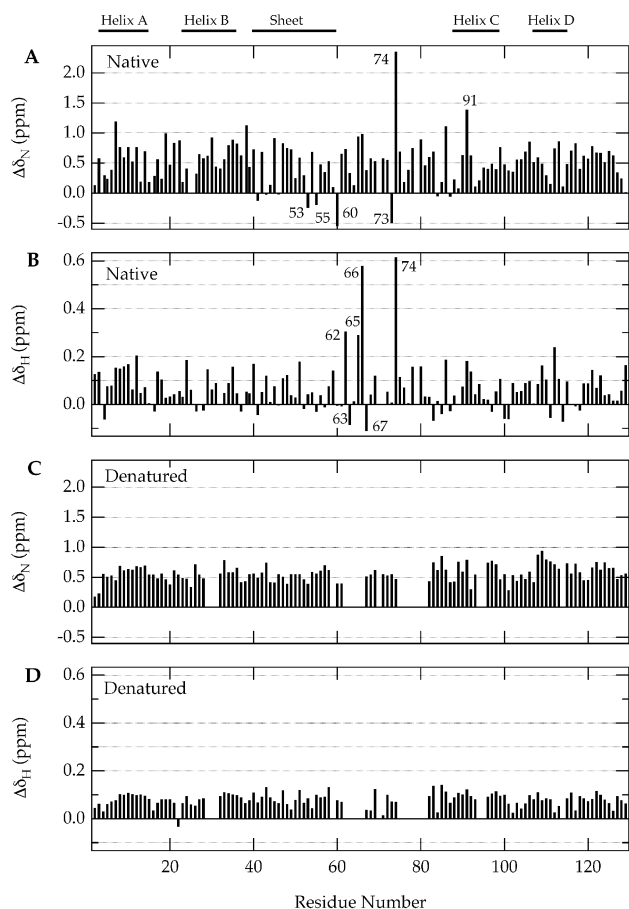 Helix A Helix B Sheet Helix C Helix D
A
Native
74
91
53
55
60
73
2.0
1.5
1.0
0.5
0.0
-0.5
ΔδN (ppm)
B
Native
66
74
65
62
63
67
0.6
0.4
0.2
0.0
ΔδH (ppm)
C
Denatured
2.0
1.5
1.0
0.5
0.0
-0.5
ΔδN (ppm)
D
Denatured
0.6
0.4
0.2
0.0
ΔδH (ppm)
20 40 60 80 100 120
Residue Number